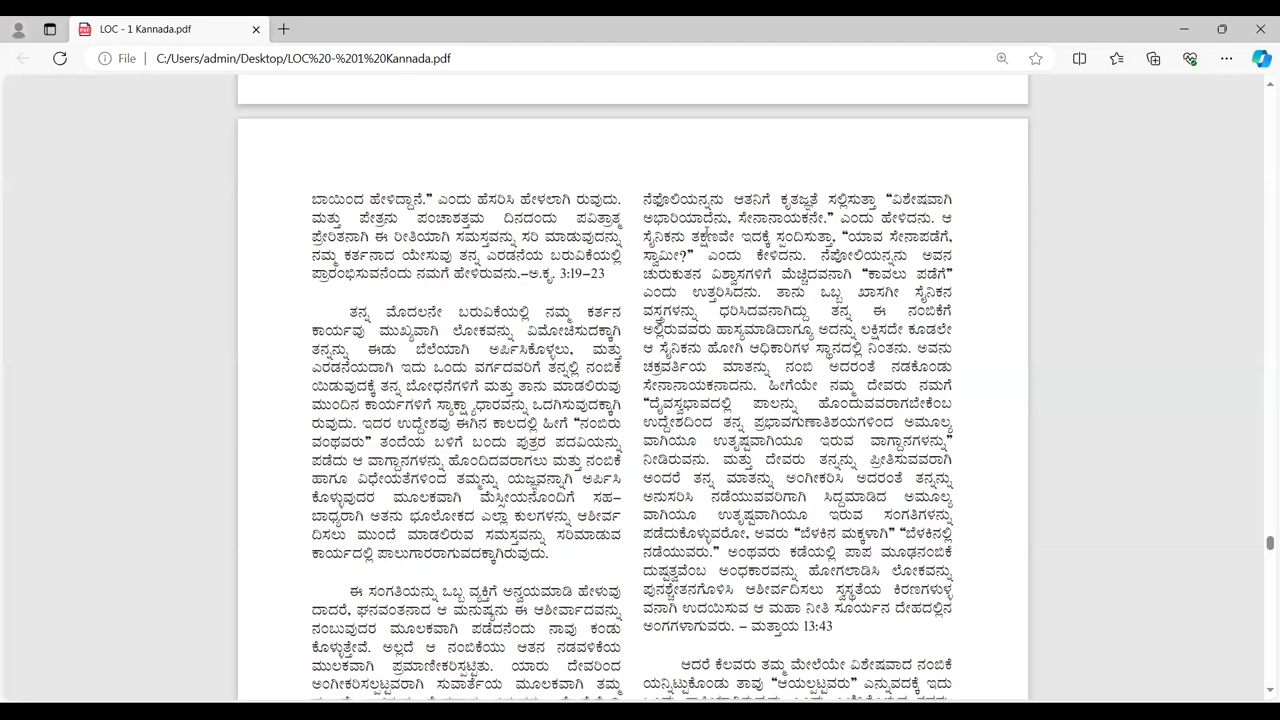 LOC - 1 Kannada.pdf
File
C:/Users/admin/Desktop/LOC%20-%201%20Kannada.pdf
ಬಾಯಿಂದ ಹೇಳಿದ್ದಾನೆ.” ಎಂದು ಹೆಸರಿಸಿ ಹೇಳಲಾಗಿ ರುವುದು.
ಮತ್ತು ಪೇತ್ರನು ಪಂಚಾಶತ್ತಮ ದಿನದಂದು ಪವಿತ್ರಾತ್ಮ
ಪ್ರೇರಿತನಾಗಿ ಈ ರೀತಿಯಾಗಿ ಸಮಸ್ತವನ್ನು ಸರಿ ಮಾಡುವುದನ್ನು
ನಮ್ಮ ಕರ್ತನಾದ ಯೇಸುವು ತನ್ನ ಎರಡನೆಯ ಬರುವಿಕೆಯಲ್ಲಿ
ಪ್ರಾರಂಭಿಸುವನೆಂದು ನಮಗೆ ಹೇಳಿರುವನು.–ಅ.ಕೃ. 3:19–23
ತನ್ನ ಮೊದಲನೇ ಬರುವಿಕೆಯಲ್ಲಿ ನಮ್ಮ ಕರ್ತನ
ಕಾರ್ಯವು ಮುಖ್ಯವಾಗಿ ಲೋಕವನ್ನು ವಿಮೋಚಿಸುದಕ್ಕಾಗಿ
ತನ್ನನ್ನು ಈಡು ಬೆಲೆಯಾಗಿ ಅರ್ಪಿಸಿಕೊಳ್ಳಲು, ಮತ್ತು
ಎರಡನೆಯದಾಗಿ ಇದು ಒಂದು ವರ್ಗದವರಿಗೆ ತನ್ನಲ್ಲಿ ನಂಬಿಕೆ
ಯಿಡುವುದಕ್ಕೆ ತನ್ನ ಬೋಧನೆಗಳಿಗೆ ಮತ್ತು ತಾನು ಮಾಡಲಿರುವ
ಮುಂದಿನ ಕಾರ್ಯಗಳಿಗೆ ಸ್ಯಾಕ್ಷ್ಯಾಧಾರವನ್ನು ಒದಗಿಸುವುದಕ್ಕಾಗಿ
ರುವುದು. ಇದರ ಉದ್ದೇಶವು ಈಗಿನ ಕಾಲದಲ್ಲಿ ಹೀಗೆ “ನಂಬಿರು
ವಂಥವರು” ತಂದೆಯ ಬಳಿಗೆ ಬಂದು ಪುತ್ರರ ಪದವಿಯನ್ನು
ಪಡೆದು ಆ ವಾಗ್ದಾನಗಳನ್ನು ಹೊಂದಿದವರಾಗಲು ಮತ್ತು ನಂಬಿಕೆ
ಹಾಗೂ ವಿಧೇಯತೆಗಳಿಂದ ತಮ್ಮನ್ನು ಯಜ್ಞವನ್ನಾಗಿ ಅರ್ಪಿಸಿ
ಕೊಳ್ಳುವುದರ ಮೂಲಕವಾಗಿ ಮೆಸ್ಸೀಯನೊಂದಿಗೆ ಸಹ–
ಬಾಧ್ಯರಾಗಿ ಅತನು ಭೂಲೋಕದ ಎಲ್ಲಾ ಕುಲಗಳನ್ನು ಆಶೀರ್ವ
ದಿಸಲು ಮುಂದೆ ಮಾಡಲಿರುವ ಸಮಸ್ತವನ್ನು ಸರಿಮಾಡುವ
ಕಾರ್ಯದಲ್ಲಿ ಪಾಲುಗಾರರಾಗುವದಕ್ಕಾಗಿರುವುದು.
ಈ ಸಂಗತಿಯನ್ನು ಒಬ್ಬ ವ್ಯಕ್ತಿಗೆ ಅನ್ವಯಮಾಡಿ ಹೇಳುವು
ದಾದರೆ, ಘನವಂತನಾದ ಆ ಮನುಷ್ಯನು ಈ ಆಶೀರ್ವಾದವನ್ನು
ನಂಬುವುದರ ಮೂಲಕವಾಗಿ ಪಡೆದನೆಂದು ನಾವು ಕಂಡು
ಕೊಳ್ಳುತ್ತೇವೆ. ಅಲ್ಲದೆ ಆ ನಂಬಿಕೆಯು ಆತನ ನಡವಳಿಕೆಯ
ಮುಲಕವಾಗಿ ಪ್ರಮಾಣೀಕರಿಸ್ಪಟ್ಟಿತು. ಯಾರು ದೇವರಿಂದ
ಅಂಗೀಕರಿಸಲ್ಪಟ್ಟವರಾಗಿ ಸುವಾರ್ತೆಯ ಮೂಲಕವಾಗಿ ತಮ್ಮ
ನೆಫೊಲಿಯನ್ನನು ಆತನಿಗೆ ಕೃತಜ್ಞತೆ ಸಲ್ಲಿಸುತ್ತಾ “ವಿಶೇಷವಾಗಿ
ಅಭಾರಿಯಾದೆನು, ಸೇನಾನಾಯಕನೇ.” ಎಂದು ಹೇಳಿದನು. ಆ
ಸೈನಿಕನು ತಕ್ಷಣವೇ ಇದಕ್ಕೆ ಸ್ಪಂದಿಸುತ್ತಾ, “ಯಾವ ಸೇನಾಪಡೆಗೆ,
ಸ್ವಾಮೀ?” ಎಂದು ಕೇಳಿದನು. ನೆಪೋಲಿಯನ್ನನು ಅವನ
ಚುರುಕುತನ ವಿಶ್ವಾಸಗಳಿಗೆ ಮೆಚ್ಚಿದವನಾಗಿ “ಕಾವಲು ಪಡೆಗೆ”
ಎಂದು ಉತ್ತರಿಸಿದನು. ತಾನು ಒಬ್ಬ ಖಾಸಗೀ ಸೈನಿಕನ
ವಸ್ತ್ರಗಳನ್ನು ಧರಿಸಿದವನಾಗಿದ್ದು ತನ್ನ ಈ ನಂಬಿಕೆಗೆ
ಅಲ್ಲಿರುವವರು ಹಾಸ್ಯಮಾಡಿದಾಗ್ಯೂ ಅದನ್ನು ಲಕ್ಷಿಸದೇ ಕೂಡಲೇ
ಆ ಸೈನಿಕನು ಹೋಗಿ ಆಧಿಕಾರಿಗಳ ಸ್ಥಾನದಲ್ಲಿ ನಿಂತನು. ಅವನು
ಚಕ್ರವರ್ತಿಯ ಮಾತನ್ನು ನಂಬಿ ಅದರಂತೆ ನಡಕೊಂಡು
ಸೇನಾನಾಯಕನಾದನು. ಹೀಗೆಯೇ ನಮ್ಮ ದೇವರು ನಮಗೆ
“ದೈವಸ್ವಭಾವದಲ್ಲಿ ಪಾಲನ್ನು ಹೊಂದುವವರಾಗಬೇಕೆಂಬ
ಉದ್ದೇಶದಿಂದ ತನ್ನ ಪ್ರಭಾವಗುಣಾತಿಶಯಗಳಿಂದ ಅಮೂಲ್ಯ
ವಾಗಿಯೂ ಉತೃಷ್ಟವಾಗಿಯೂ ಇರುವ ವಾಗ್ದಾನಗಳನ್ನು”
ನೀಡಿರುವನು. ಮತ್ತು ದೇವರು ತನ್ನನ್ನು ಪ್ರೀತಿಸುವವರಾಗಿ
ಅಂದರೆ ತನ್ನ ಮಾತನ್ನು ಅಂಗೀಕರಿಸಿ ಅದರಂತೆ ತನ್ನನ್ನು
ಅನುಸರಿಸಿ ನಡೆಯುವವರಿಗಾಗಿ ಸಿದ್ದಮಾಡಿದ ಅಮೂಲ್ಯ
ವಾಗಿಯೂ ಉತೃಷ್ಟವಾಗಿಯೂ ಇರುವ ಸಂಗತಿಗಳನ್ನು
ಪಡೆದುಕೊಳ್ಳುವರೋ, ಅವರು “ಬೆಳಕಿನ ಮಕ್ಕಳಾಗಿ” “ಬೆಳಕಿನಲ್ಲಿ
ನಡೆಯುವರು.” ಅಂಥವರು ಕಡೆಯಲ್ಲಿ ಪಾಪ ಮೂಢನಂಬಿಕೆ
ದುಷ್ಪತ್ವವೆಂಬ ಅಂಧಕಾರವನ್ನು ಹೋಗಲಾಡಿಸಿ ಲೋಕವನ್ನು
ಪುನಶ್ಚೇತನಗೊಳಿಸಿ ಆಶೀರ್ವದಿಸಲು ಸ್ವಸ್ಥತೆಯ ಕಿರಣಗಳುಳ್ಳ
ವನಾಗಿ ಉದಯಿಸುವ ಆ ಮಹಾ ನೀತಿ ಸೂರ್ಯನ ದೇಹದಲ್ಲಿನ
ಅಂಗಗಳಾಗುವರು. – ಮತ್ತಾಯ 13:43
ಆದರೆ ಕೆಲವರು ತಮ್ಮ ಮೇಲೆಯೇ ವಿಶೇಷವಾದ ನಂಬಿಕೆ
ಯನ್ನಿಟ್ಟುಕೊಂಡು ತಾವು “ಆಯಲ್ಪಟ್ಟವರು” ಎನ್ನುವದಕ್ಕೆ ಇದು